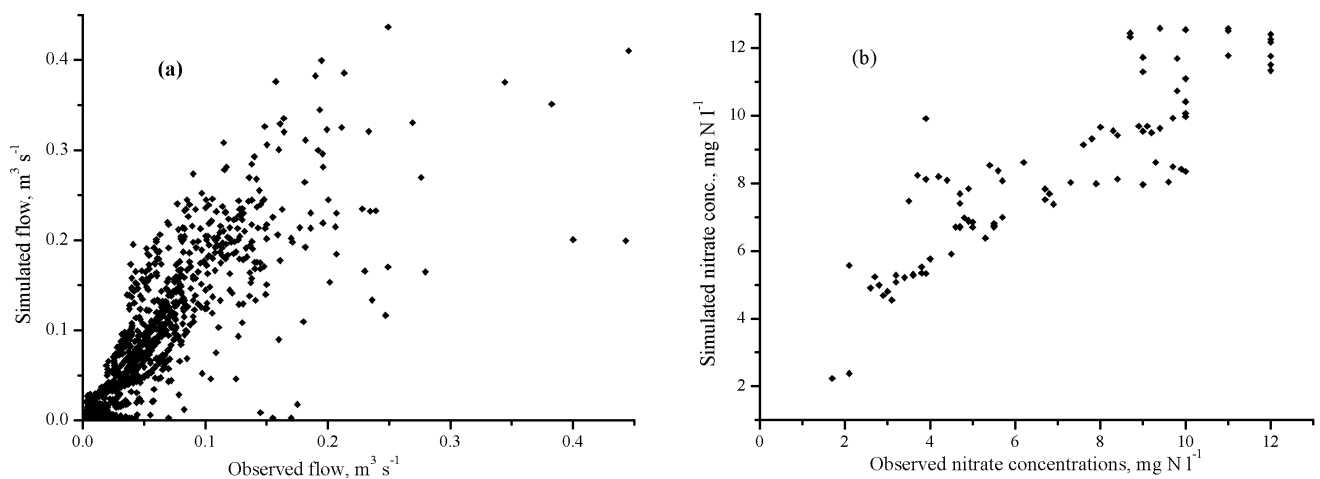 (a)
Simulated flow, m³ s⁻¹
0.4
0.3
0.2
0.1
0.0
0.0 0.1 0.2 0.3 0.4
Observed flow, m³ s⁻¹
(b)
Simulated nitrate conc., mg N l⁻¹
12
10
8
6
4
2
0 2 4 6 8 10 12
Observed nitrate concentrations, mg N l⁻¹